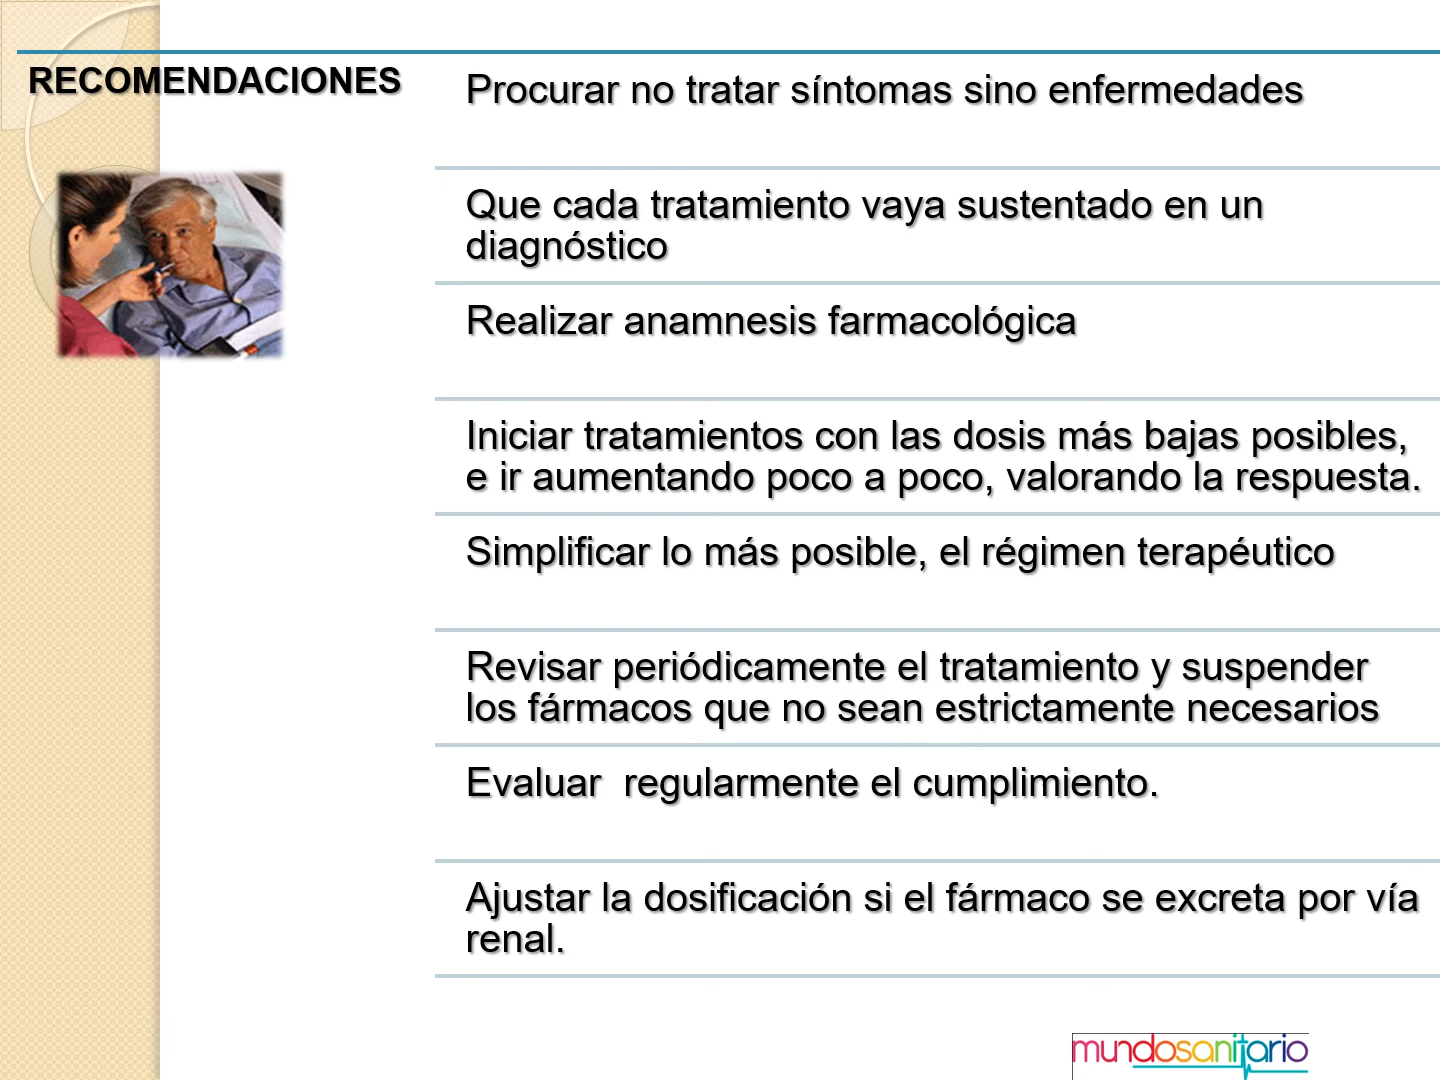 RECOMENDACIONES
Procurar no tratar síntomas sino enfermedades
Que cada tratamiento vaya sustentado en un
diagnóstico
Realizar anamnesis farmacológica
Iniciar tratamientos con las dosis más bajas posibles,
e ir aumentando poco a poco, valorando la respuesta.
Simplificar lo más posible, el régimen terapéutico
Revisar periódicamente el tratamiento y suspender
los fármacos que no sean estrictamente necesarios
Evaluar  regularmente el cumplimiento.
Ajustar la dosificación si el fármaco se excreta por vía
renal.
mundosanitario